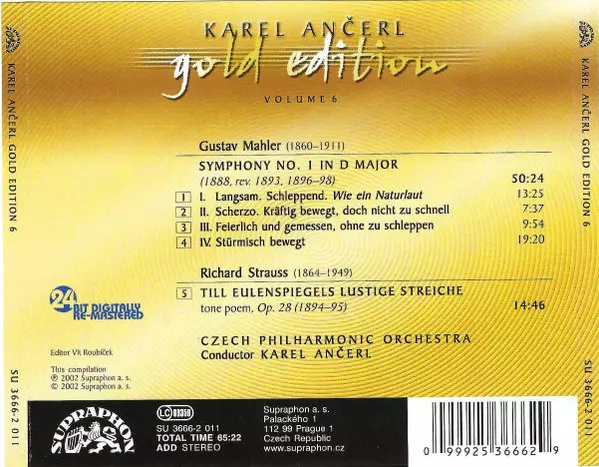 KAREL ANČERL
gold edition
VOLUME 6
Gustav Mahler (1860–1911)
SYMPHONY NO. 1 IN D MAJOR
(1888, rev. 1893, 1896–98) 50:24
1 I. Langsam. Schleppend. Wie ein Naturlaut 13:25
2 II. Scherzo. Kräftig bewegt, doch nicht zu schnell 7:37
3 III. Feierlich und gemessen, ohne zu schleppen 9:54
4 IV. Stürmisch bewegt 19:20
Richard Strauss (1864–1949)
5 TILL EULENSPIEGELS LUSTIGE STREICHE
tone poem, Op. 28 (1894–95) 14:46
CZECH PHILHARMONIC ORCHESTRA
Conductor KAREL ANČERL
24
BIT DIGITALLY
RE-MASTERED
Editor Vít Roubíček
This compilation
℗ 2002 Supraphon a. s.
© 2002 Supraphon a. s.
SUPRAPHON
LC 01358
SU 3666-2 011
TOTAL TIME 65:22
ADD STEREO
Supraphon a. s.
Palackého 1
112 99 Prague 1
Czech Republic
www.supraphon.cz
0 99925 36662 9
KAREL ANČERL GOLD EDITION 6
SU 3666-2 011
KAREL ANČERL GOLD EDITION 6
SU 3666-2 011